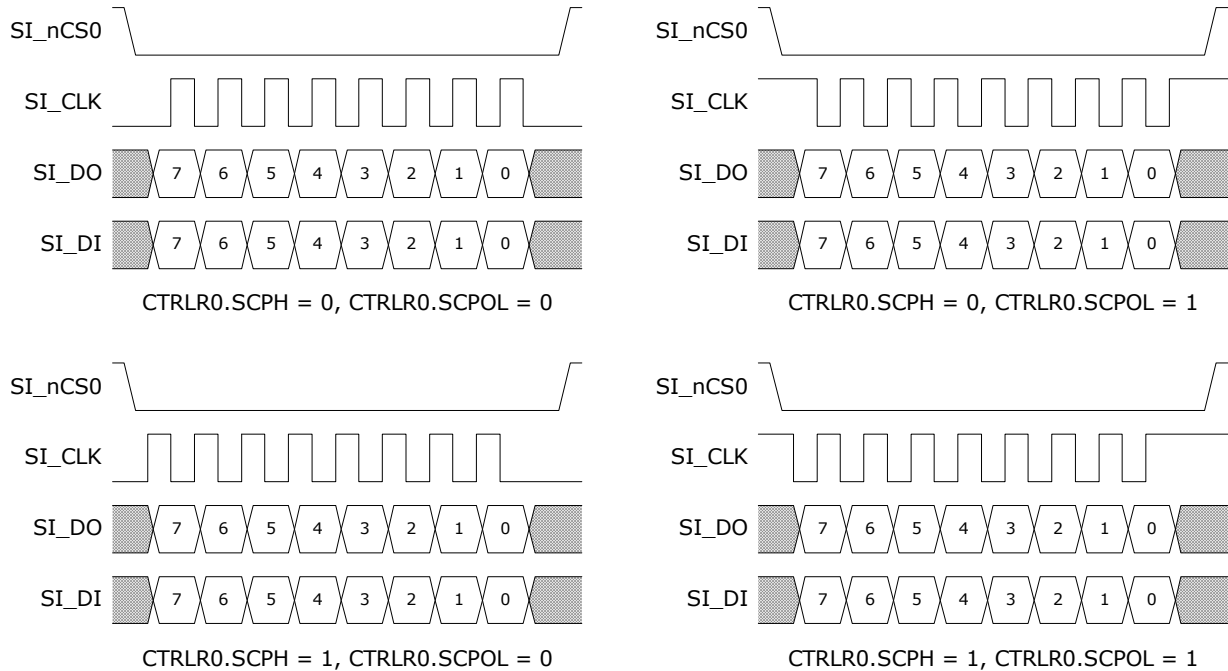 SI_nCS0
SI_CLK
SI_DO 7 6 5 4 3 2 1 0
SI_DI 7 6 5 4 3 2 1 0
CTRLR0.SCPH = 0, CTRLR0.SCPOL = 0
SI_nCS0
SI_CLK
SI_DO 7 6 5 4 3 2 1 0
SI_DI 7 6 5 4 3 2 1 0
CTRLR0.SCPH = 0, CTRLR0.SCPOL = 1
SI_nCS0
SI_CLK
SI_DO 7 6 5 4 3 2 1 0
SI_DI 7 6 5 4 3 2 1 0
CTRLR0.SCPH = 1, CTRLR0.SCPOL = 0
SI_nCS0
SI_CLK
SI_DO 7 6 5 4 3 2 1 0
SI_DI 7 6 5 4 3 2 1 0
CTRLR0.SCPH = 1, CTRLR0.SCPOL = 1